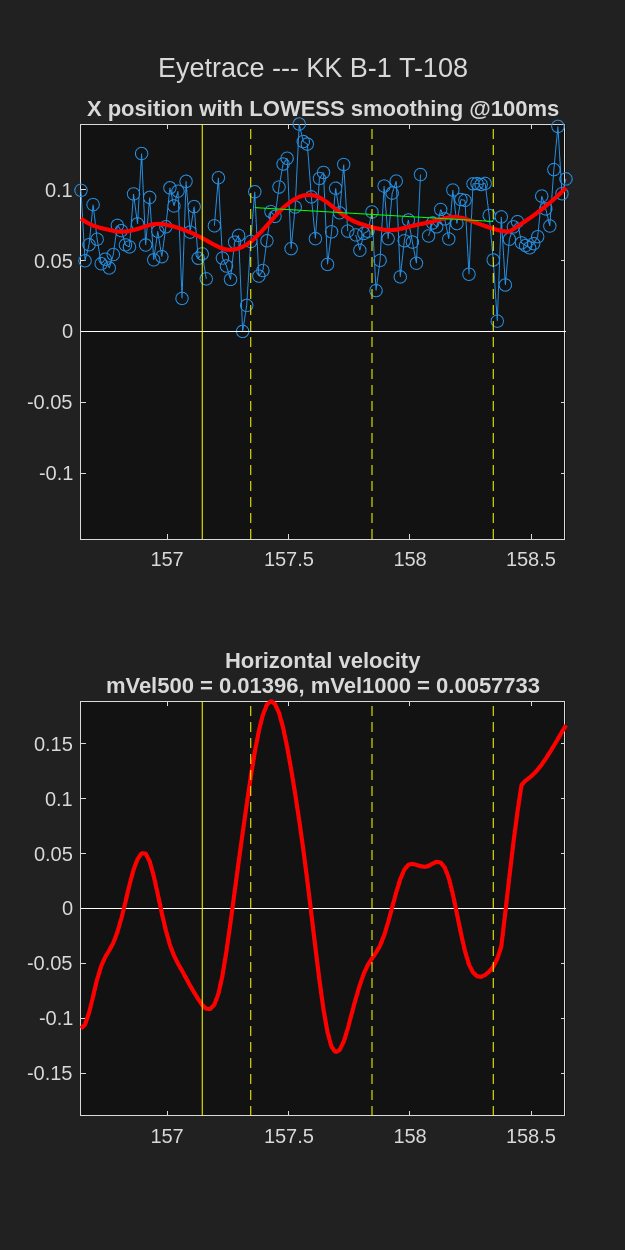 Eyetrace --- KK B-1 T-108
X position with LOWESS smoothing @100ms
0.1
0.05
0
-0.05
-0.1
157 157.5 158 158.5
Horizontal velocity
mVel500 = 0.01396, mVel1000 = 0.0057733
0.15
0.1
0.05
0
-0.05
-0.1
-0.15
157 157.5 158 158.5